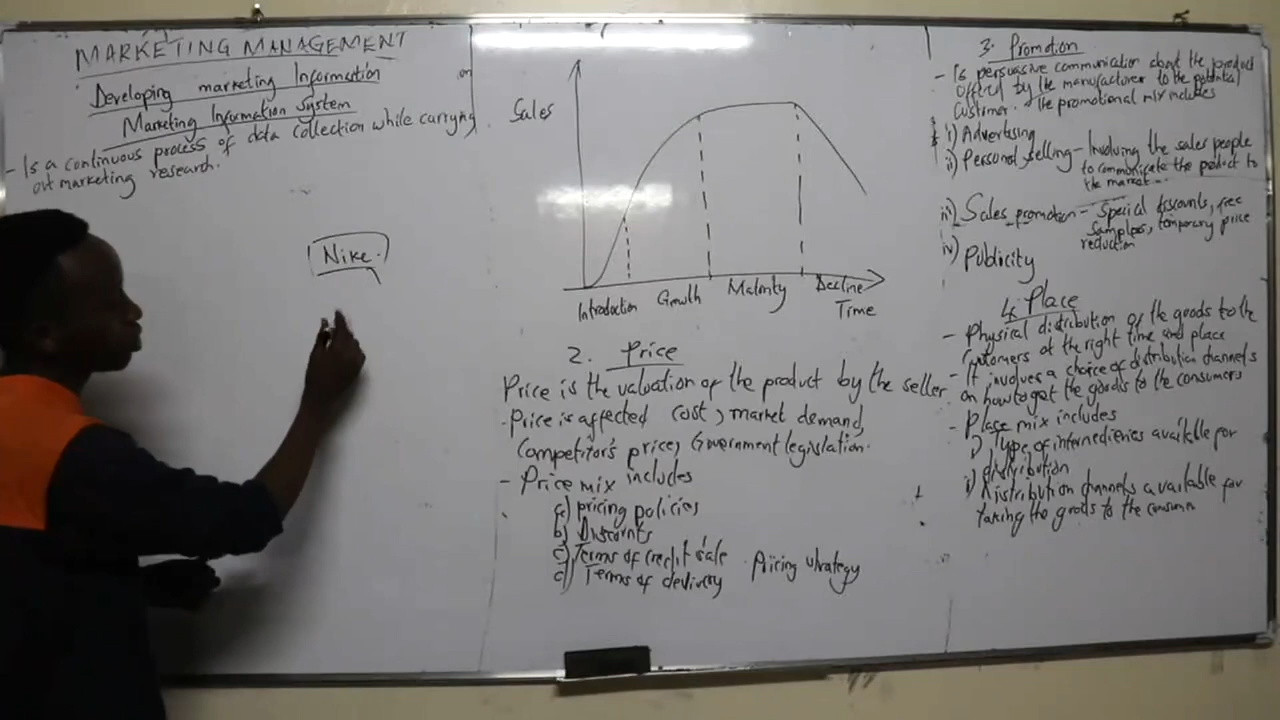 MARKETING MANAGEMENT
Developing marketing Information or
Marketing Information System
- Is a continuous process of data collection while carrying
out marketing research.
Nike
Sales
Introduction Growth Maturity Decline
Time
2. Price
Price is the valuation of the product by the seller
- Price is affected cost, market demand,
Competitor's price, Government legislation.
- Price mix includes
a) pricing policies
b) Discounts
c) Terms of credit sale
d) Terms of delivery Pricing strategy
3. Promotion
- Is persuasive communication about the product
offered by the manufacturer to the potential
Customer. The promotional mix includes
i) Advertising
ii) Personal selling - Involving the sales people
to communicate the product to
the market.
iii) Sales promotion - Special discounts, free
samples, temporary price
reduction
iv) Publicity
4. Place
- Physical distribution of the goods to the
Customers at the right time and place
- It involves a choice of distribution channels
on how to get the goods to the consumers
- Place mix includes
i) Type of intermedieries available for
distribution
ii) Distribution channels available for
taking the goods to the consumer